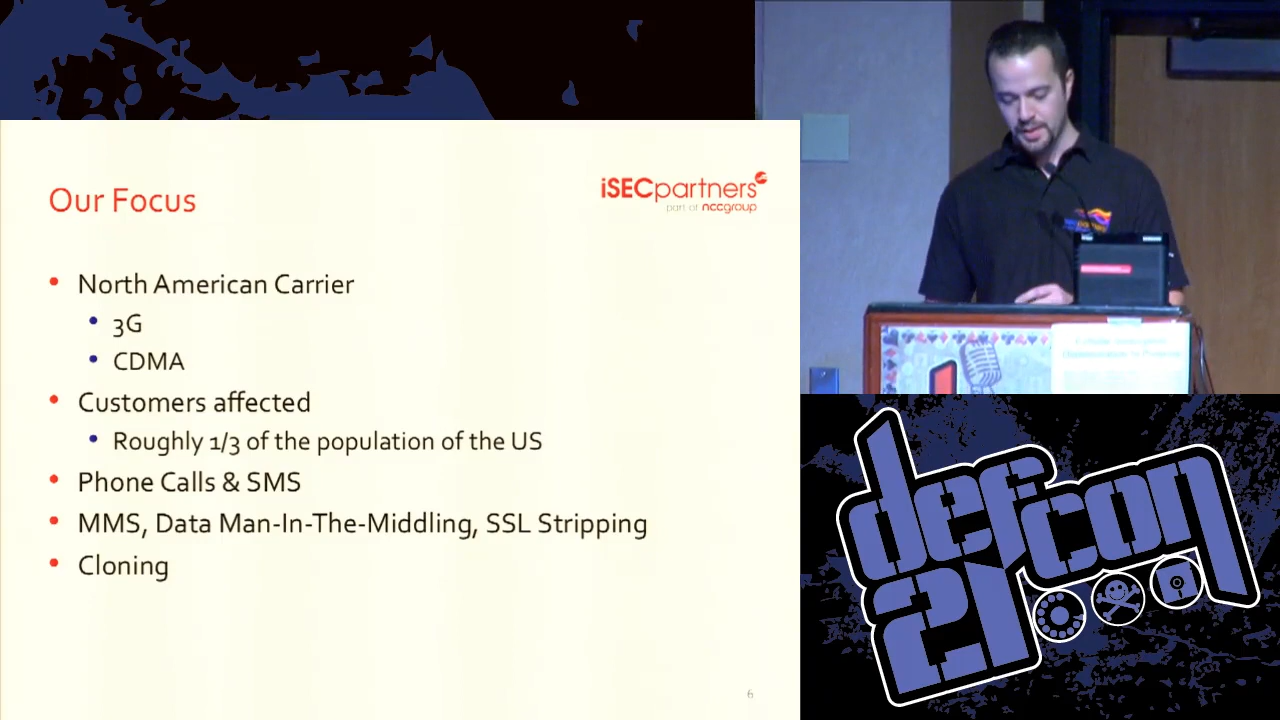 Our Focus
iSECpartners
part of nccgroup
• North American Carrier
• 3G
• CDMA
• Customers affected
• Roughly 1/3 of the population of the US
• Phone Calls & SMS
• MMS, Data Man-In-The-Middling, SSL Stripping
• Cloning
6
defcon
21